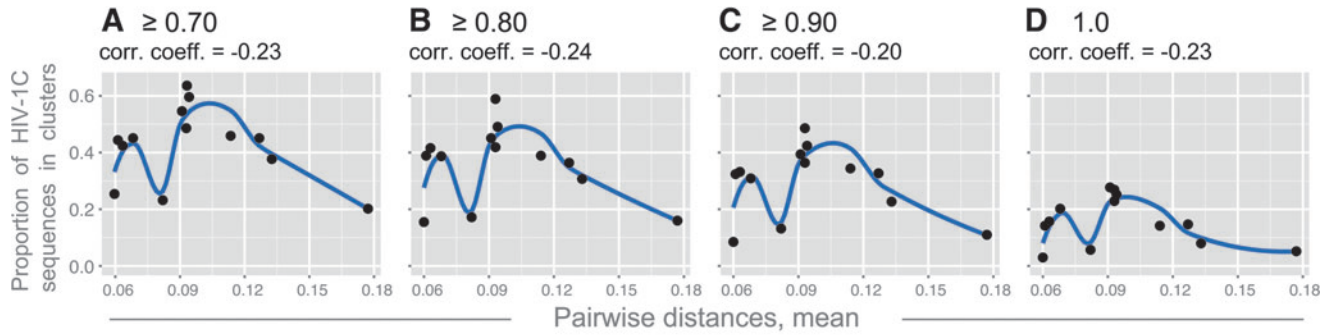 A ≥ 0.70
corr. coeff. = -0.23
B ≥ 0.80
corr. coeff. = -0.24
C ≥ 0.90
corr. coeff. = -0.20
D 1.0
corr. coeff. = -0.23
Proportion of HIV-1C
sequences in clusters
0.6
0.4
0.2
0.0
0.06 0.09 0.12 0.15 0.18
0.06 0.09 0.12 0.15 0.18
0.06 0.09 0.12 0.15 0.18
0.06 0.09 0.12 0.15 0.18
Pairwise distances, mean